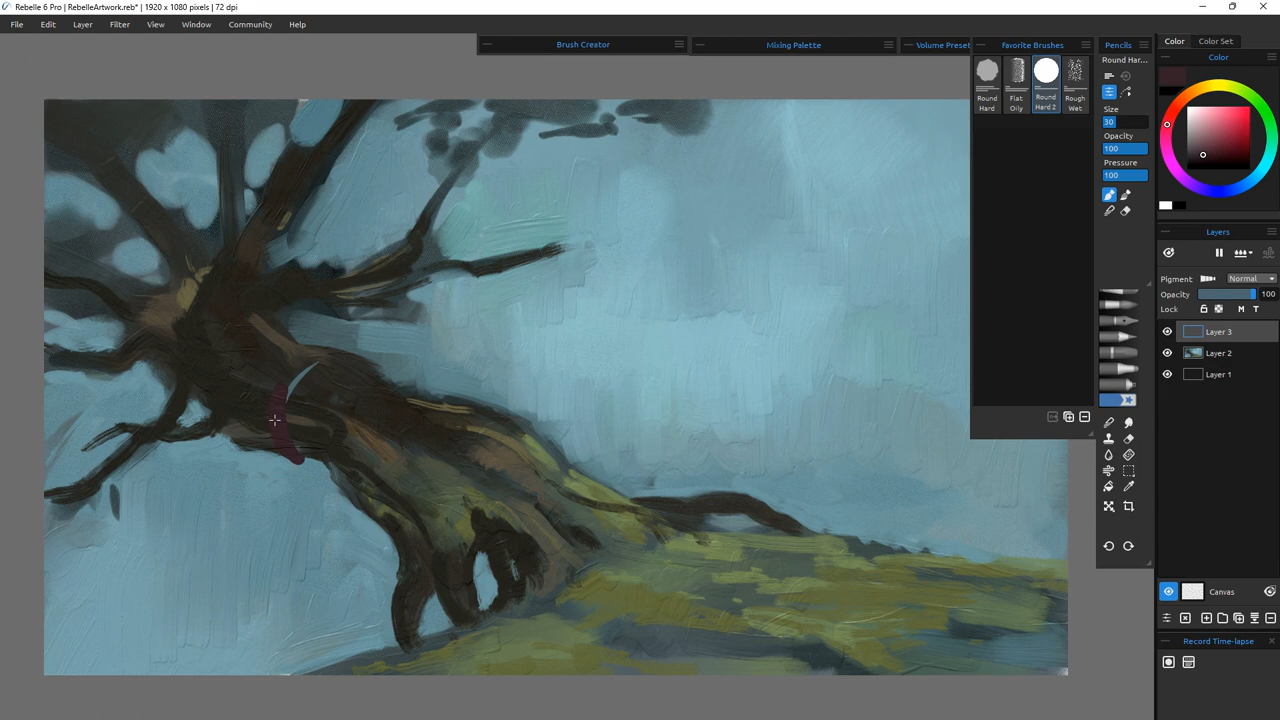 Rebelle 6 Pro | RebelleArtwork.reb* | 1920 x 1080 pixels | 72 dpi
File Edit Layer Filter View Window Community Help
Brush Creator
Mixing Palette
Volume Preset
Favorite Brushes
Round Hard
Flat Oily
Round Hard 2
Rough Wet
Pencils
Round Har...
Size
30
Opacity
100
Pressure
100
Color Color Set
Color
Layers
Pigment Normal
Opacity 100
Lock M T
Layer 3
Layer 2
Layer 1
Canvas
Record Time-lapse